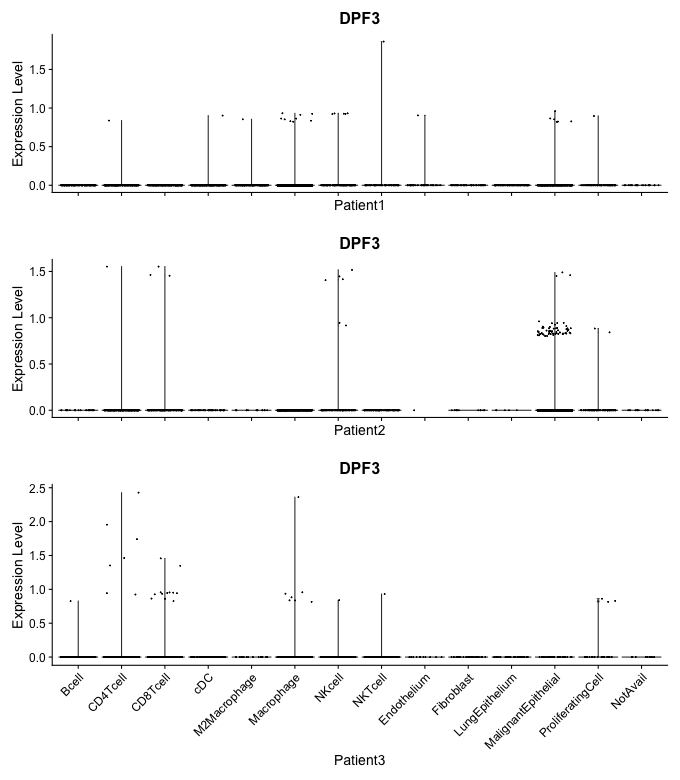 DPF3
Expression Level
1.5
1.0
0.5
0.0
Patient1
DPF3
Expression Level
1.5
1.0
0.5
0.0
Patient2
DPF3
Expression Level
2.5
2.0
1.5
1.0
0.5
0.0
Bcell
CD4Tcell
CD8Tcell
cDC
M2Macrophage
Macrophage
NKcell
NKTcell
Endothelium
Fibroblast
LungEpithelium
MalignantEpithelial
ProliferatingCell
NotAvail
Patient3